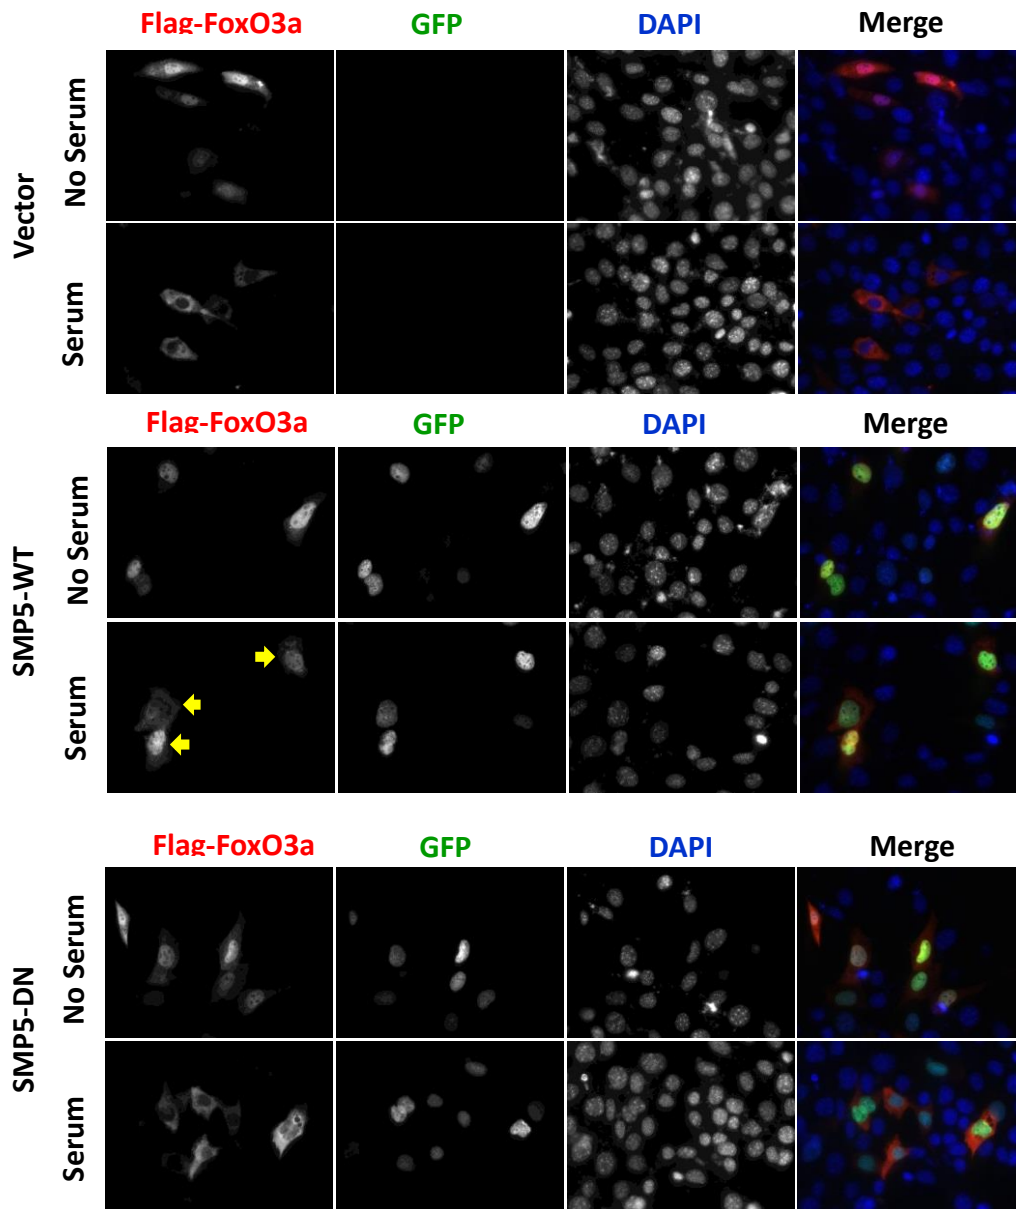 Flag-FoxO3a GFP DAPI Merge
Vector
No Serum
Serum
Flag-FoxO3a GFP DAPI Merge
SMP5-WT
No Serum
Serum
Flag-FoxO3a GFP DAPI Merge
SMP5-DN
No Serum
Serum